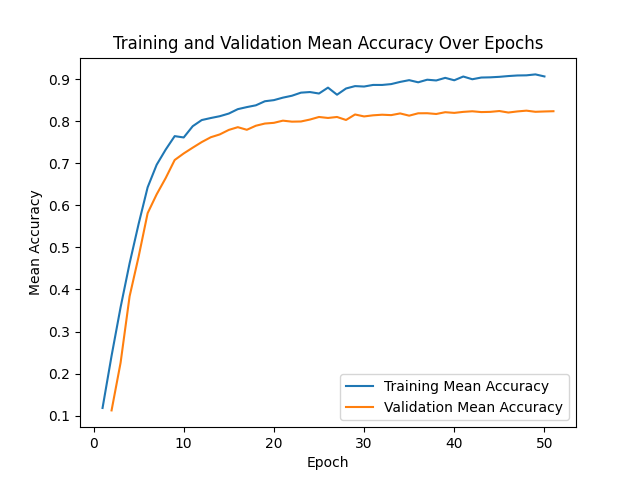 Training and Validation Mean Accuracy Over Epochs
Mean Accuracy
0.9
0.8
0.7
0.6
0.5
0.4
0.3
0.2
0.1
Training Mean Accuracy
Validation Mean Accuracy
0 10 20 30 40 50
Epoch